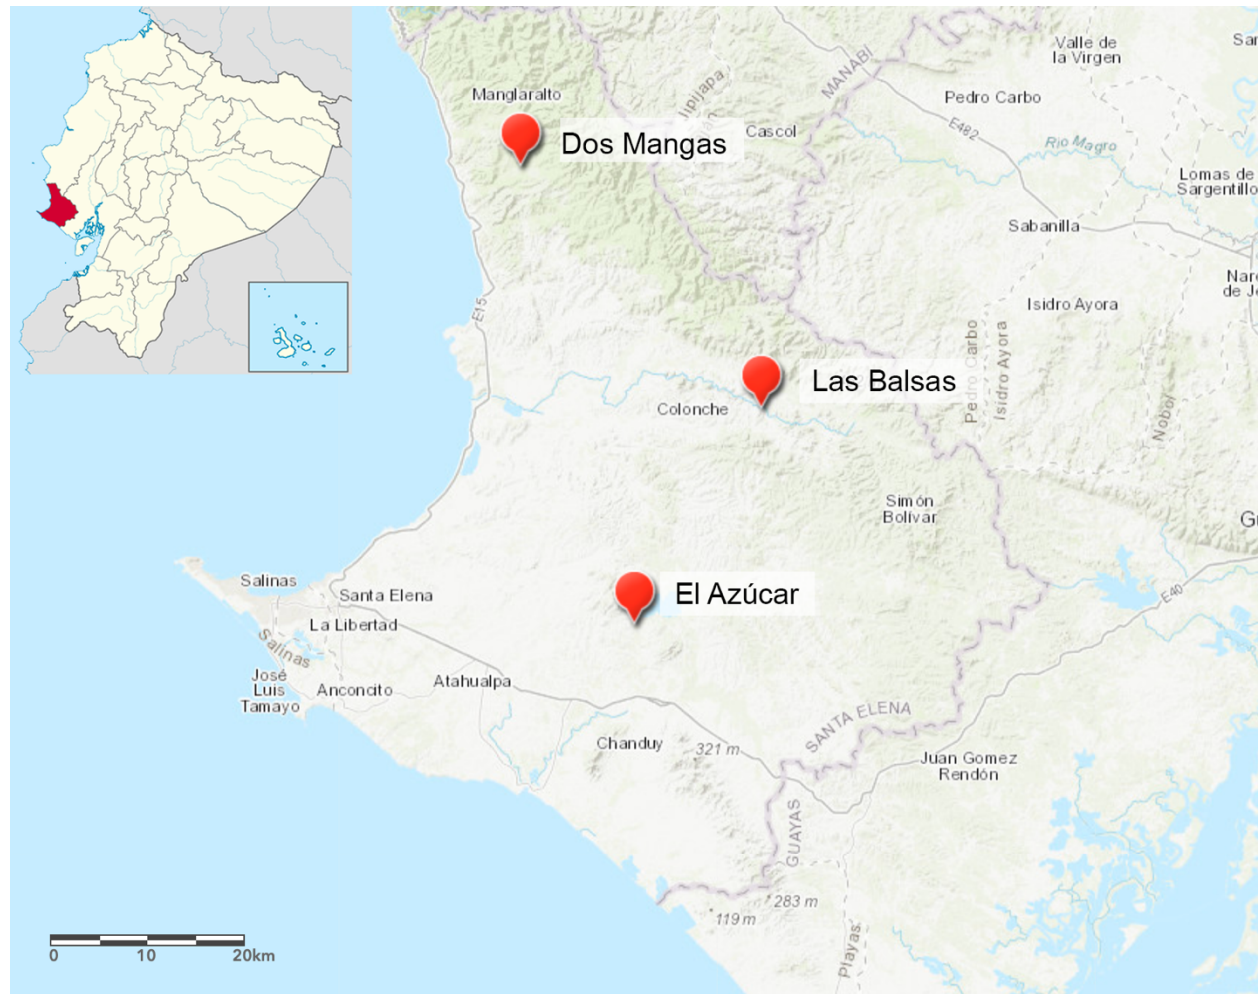 Valle de
la Virgen
MANABI
Manglaralto
Pedro Carbo
Dos Mangas
Cascol
E482
Rio Magro
Lomas de
Sargentillo
Sabanilla
E15
Isidro Ayora
Pedro Carbo
Isidro Ayora
Las Balsas
Colonche
Nobol
Simón
Bolívar
Salinas
Santa Elena
El Azúcar
E40
La Libertad
Salinas
José
Luis
Tamayo
Anconcito
Atahualpa
SANTA ELENA
Chanduy
321 m
Juan Gomez
Rendón
GUAYAS
283 m
119 m
Playas
0 10 20km